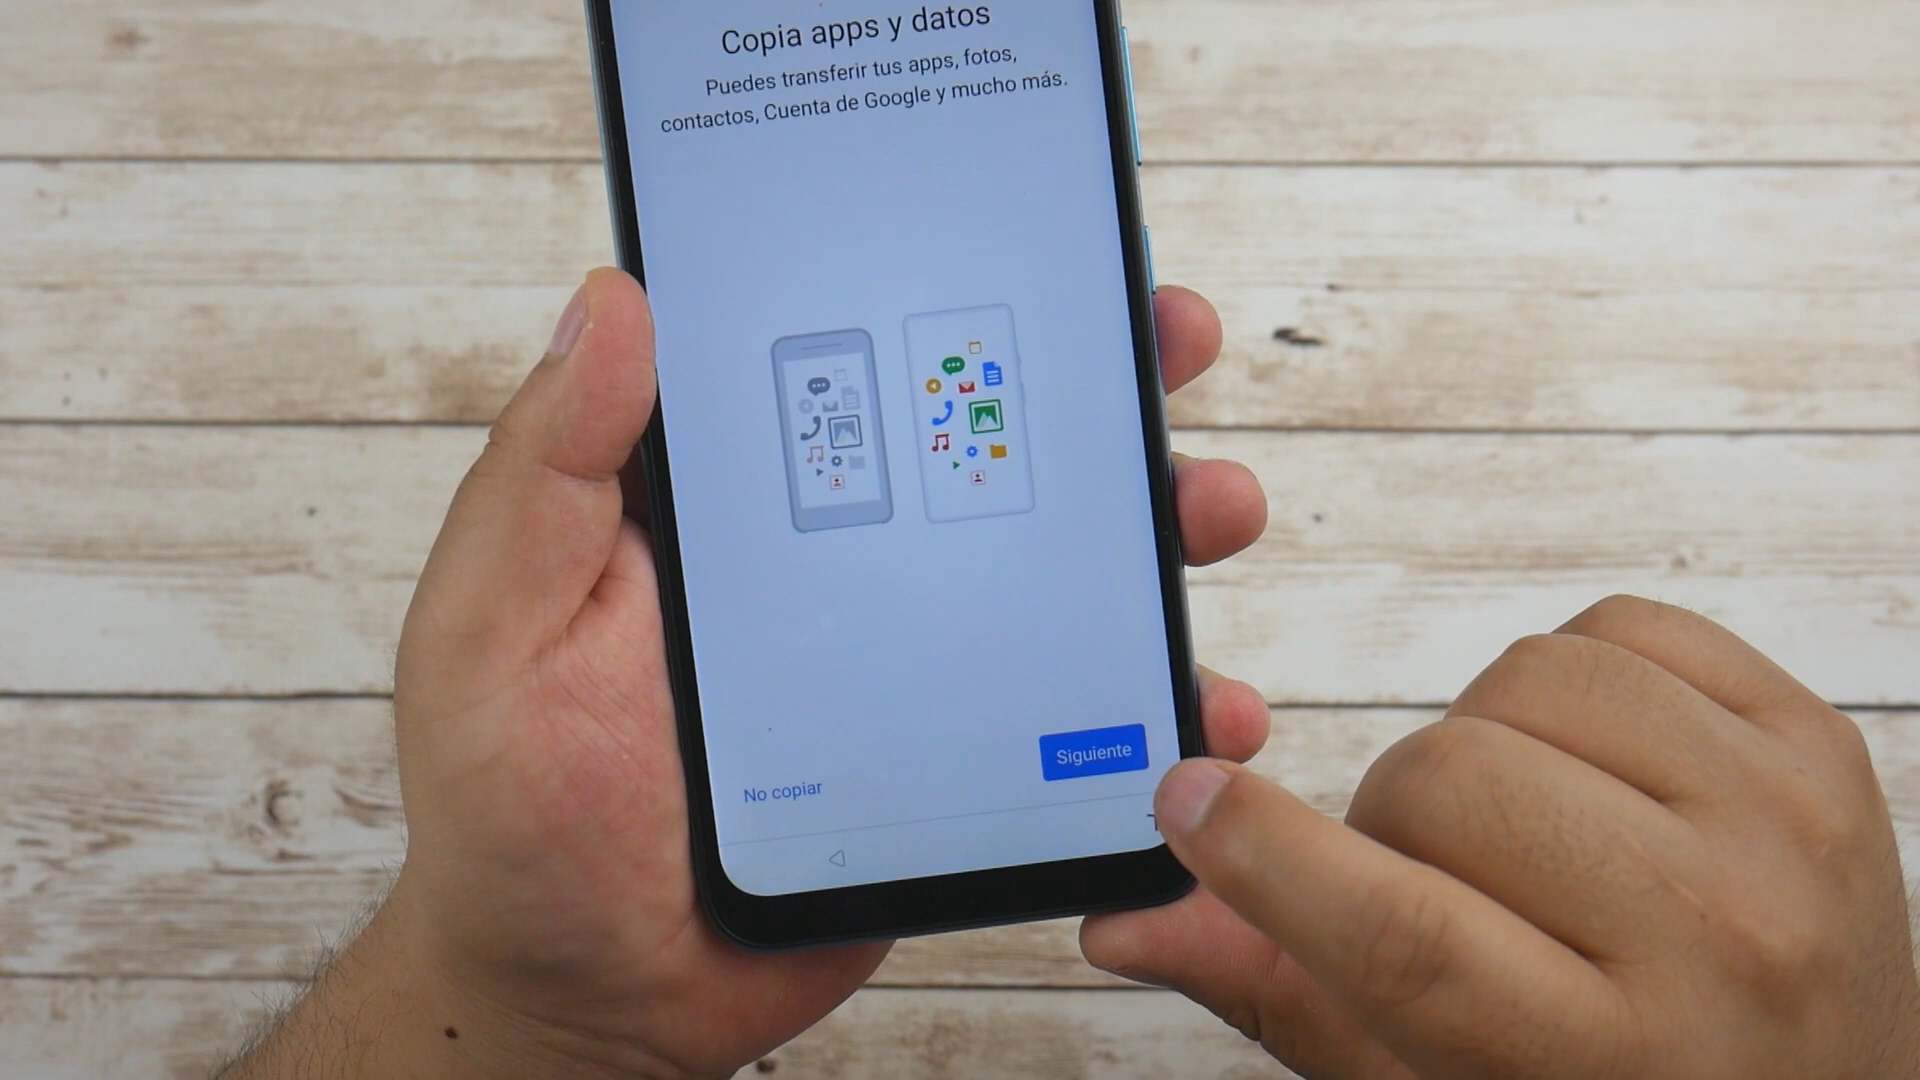 Copia apps y datos
Puedes transferir tus apps, fotos,
contactos, Cuenta de Google y mucho más.
Siguiente
No copiar